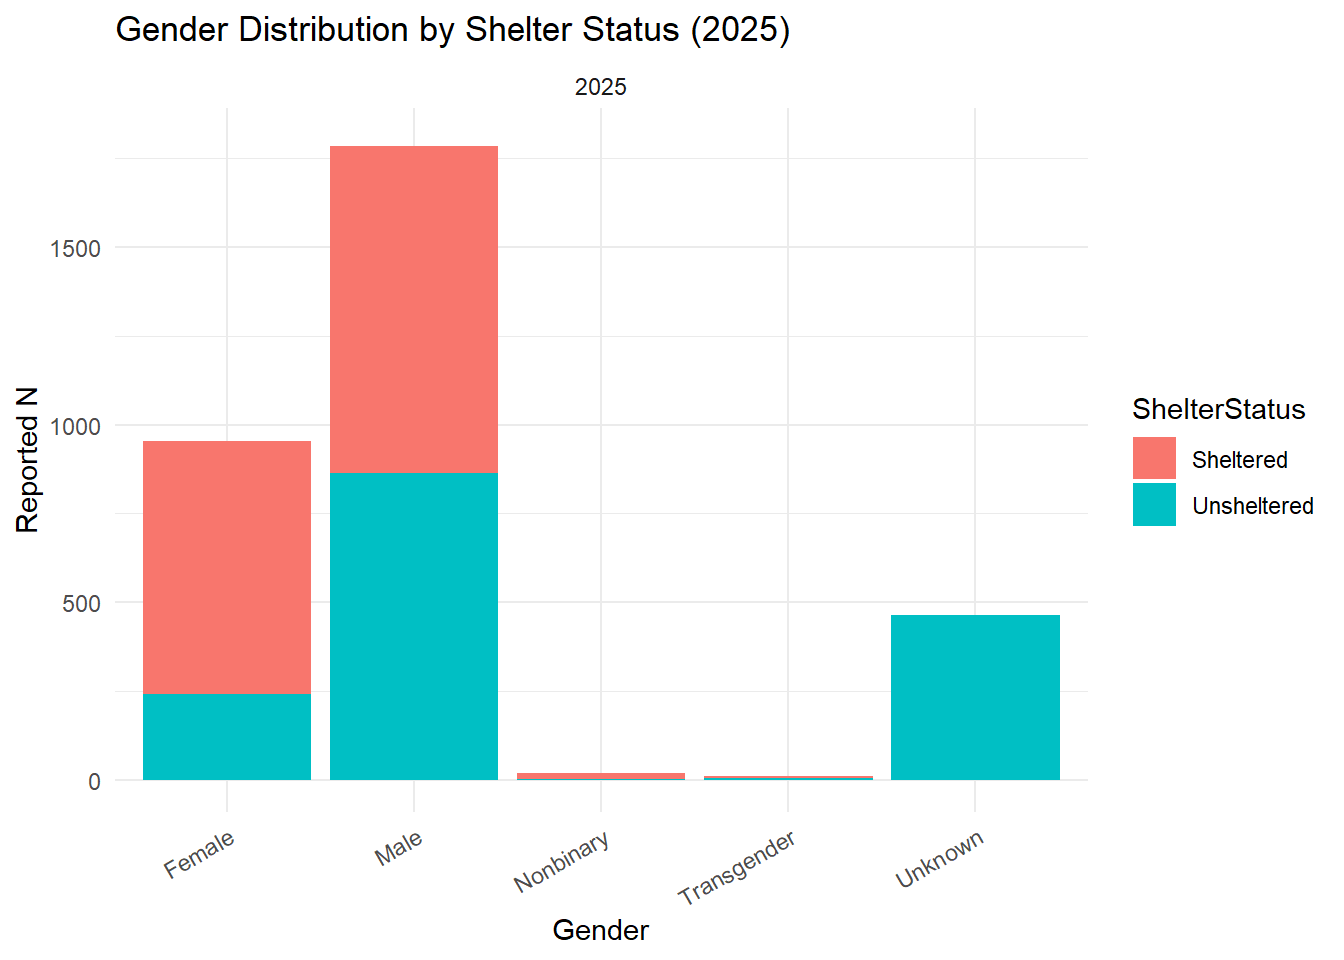 Gender Distribution by Shelter Status (2025)
2025
1500
1000
500
0
Reported N
Female
Male
Nonbinary
Transgender
Unknown
Gender
ShelterStatus
Sheltered
Unsheltered